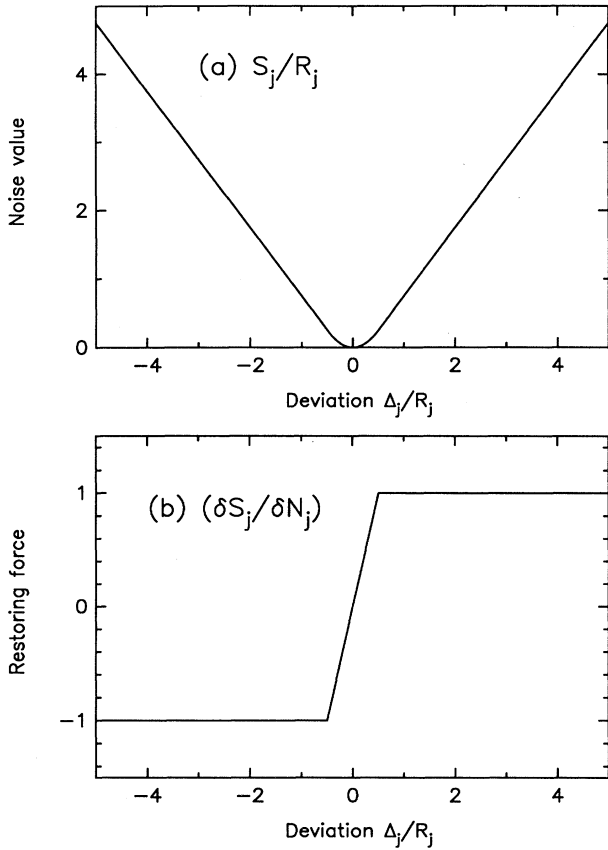 (a) S_j/R_j
Noise value
4
2
0
−4 −2 0 2 4
Deviation Δ_j/R_j
(b) (δS_j/δN_j)
Restoring force
1
0
−1
−4 −2 0 2 4
Deviation Δ_j/R_j